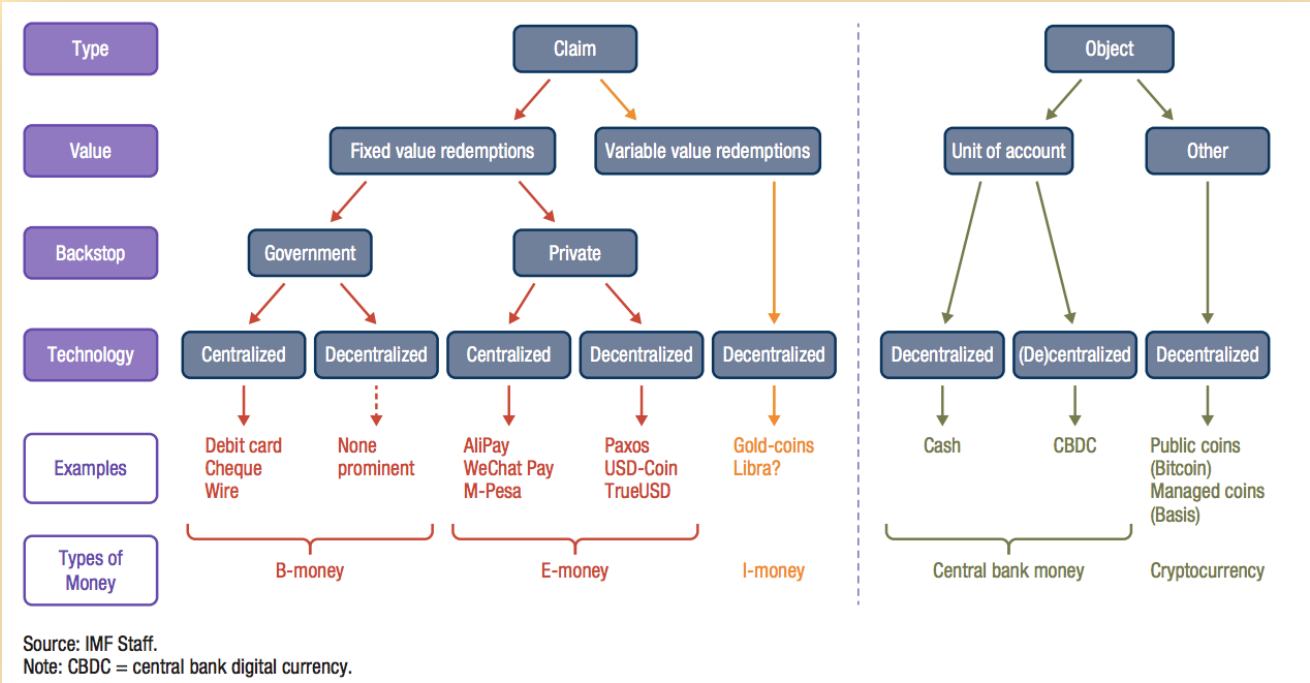 Type
Claim
Object
Value
Fixed value redemptions
Variable value redemptions
Unit of account
Other
Backstop
Government
Private
Technology
Centralized
Decentralized
Centralized
Decentralized
Decentralized
Decentralized
(De)centralized
Decentralized
Examples
Debit card
Cheque
Wire
None
prominent
AliPay
WeChat Pay
M-Pesa
Paxos
USD-Coin
TrueUSD
Gold-coins
Libra?
Cash
CBDC
Public coins
(Bitcoin)
Managed coins
(Basis)
Types of
Money
B-money
E-money
I-money
Central bank money
Cryptocurrency
Source: IMF Staff.
Note: CBDC = central bank digital currency.